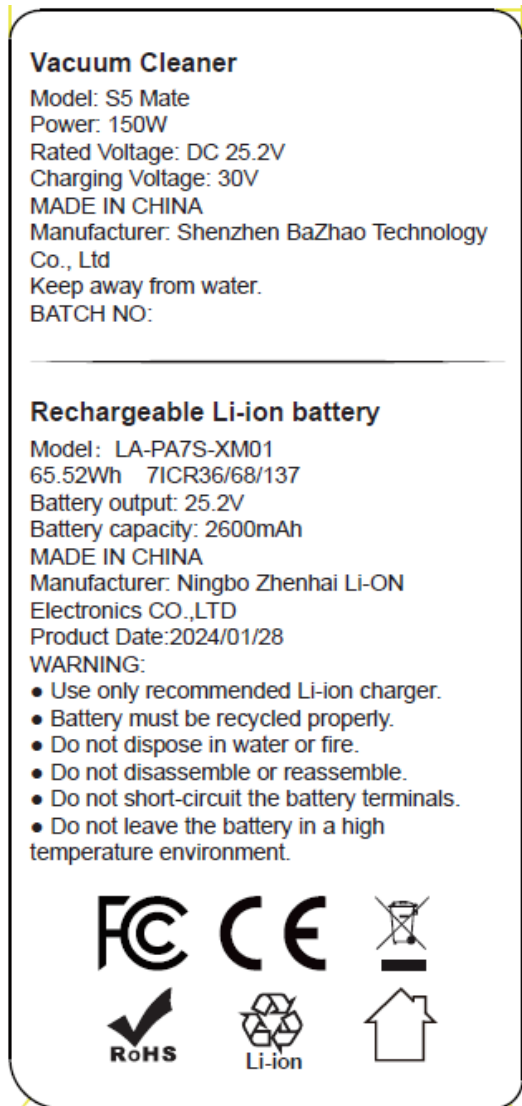 Vacuum Cleaner
Model: S5 Mate
Power: 150W
Rated Voltage: DC 25.2V
Charging Voltage: 30V
MADE IN CHINA
Manufacturer: Shenzhen BaZhao Technology
Co., Ltd
Keep away from water.
BATCH NO:
Rechargeable Li-ion battery
Model: LA-PA7S-XM01
65.52Wh 7ICR36/68/137
Battery output: 25.2V
Battery capacity: 2600mAh
MADE IN CHINA
Manufacturer: Ningbo Zhenhai Li-ON
Electronics CO.,LTD
Product Date:2024/01/28
WARNING:
● Use only recommended Li-ion charger.
● Battery must be recycled properly.
● Do not dispose in water or fire.
● Do not disassemble or reassemble.
● Do not short-circuit the battery terminals.
● Do not leave the battery in a high
temperature environment.
FC CE
RoHS Li-ion